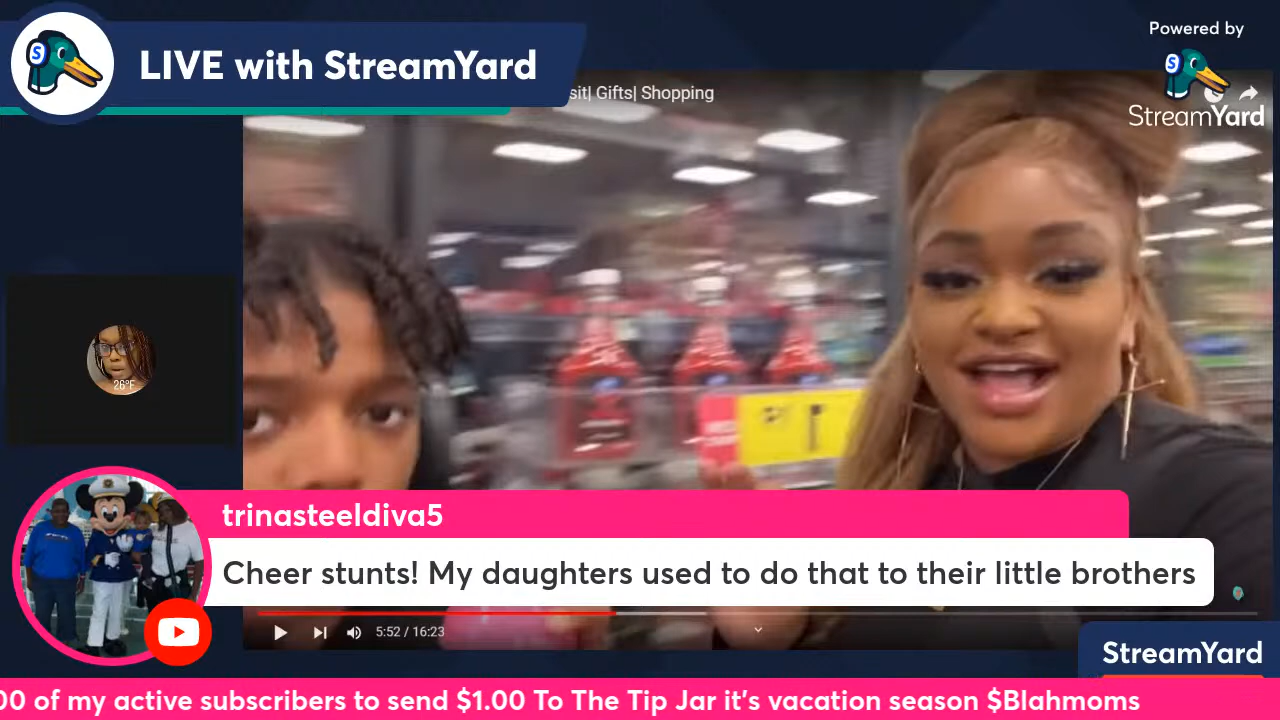 Powered by
S
LIVE with StreamYard
S
sit| Gifts| Shopping
StreamYard
26°F
trinasteeldiva5
Cheer stunts! My daughters used to do that to their little brothers
5:52 / 16:23
StreamYard
00 of my active subscribers to send $1.00 To The Tip Jar it's vacation season $Blahmoms